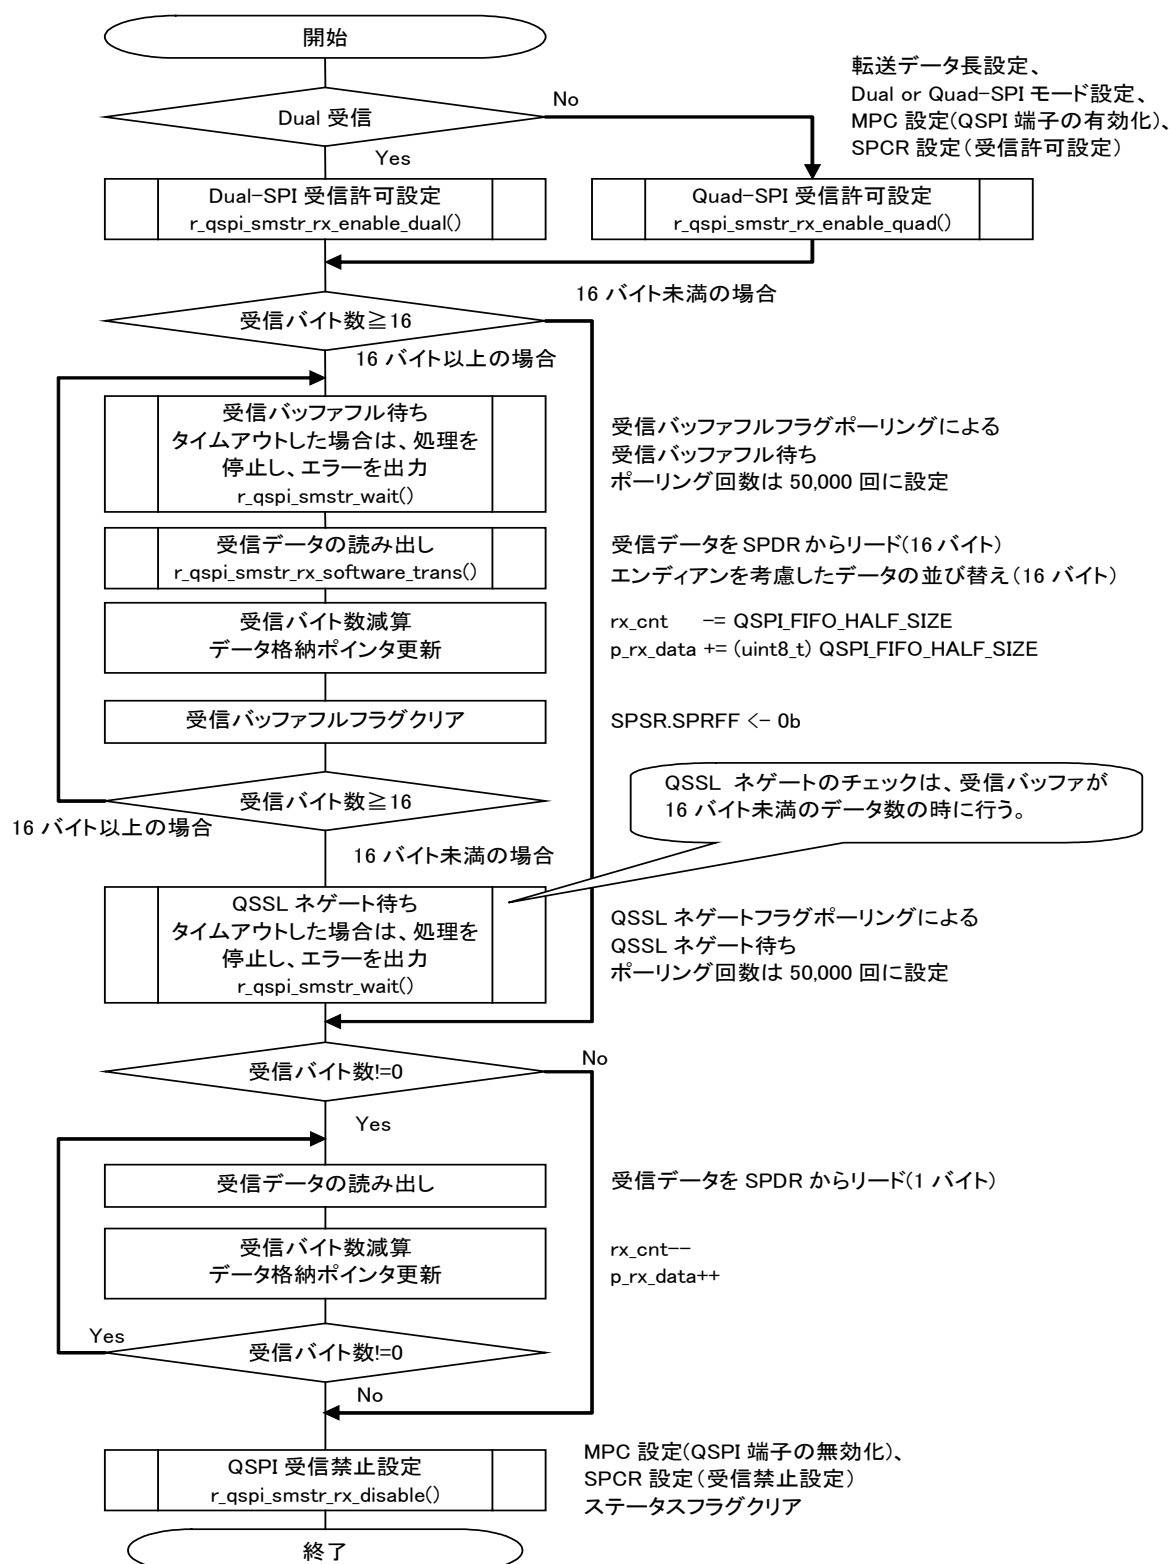 開始
転送データ長設定、
Dual or Quad-SPI モード設定、
MPC 設定(QSPI 端子の有効化)、
SPCR 設定（受信許可設定）
Dual 受信
No
Yes
Dual-SPI 受信許可設定
r_qspi_smstr_rx_enable_dual()
Quad-SPI 受信許可設定
r_qspi_smstr_rx_enable_quad()
16 バイト未満の場合
受信バイト数≧16
16 バイト以上の場合
受信バッファフル待ち
タイムアウトした場合は、処理を
停止し、エラーを出力
r_qspi_smstr_wait()
受信バッファフルフラグポーリングによる
受信バッファフル待ち
ポーリング回数は 50,000 回に設定
受信データの読み出し
r_qspi_smstr_rx_software_trans()
受信データを SPDR からリード(16 バイト)
エンディアンを考慮したデータの並び替え（16 バイト）
受信バイト数減算
データ格納ポインタ更新
rx_cnt -= QSPI_FIFO_HALF_SIZE
p_rx_data += (uint8_t) QSPI_FIFO_HALF_SIZE
受信バッファフルフラグクリア
SPSR.SPRFF <- 0b
QSSL ネゲートのチェックは、受信バッファが
16 バイト未満のデータ数の時に行う。
受信バイト数≧16
16 バイト以上の場合
16 バイト未満の場合
QSSL ネゲート待ち
タイムアウトした場合は、処理を
停止し、エラーを出力
r_qspi_smstr_wait()
QSSL ネゲートフラグポーリングによる
QSSL ネゲート待ち
ポーリング回数は 50,000 回に設定
受信バイト数!=0
No
Yes
受信データの読み出し
受信データを SPDR からリード(1 バイト)
受信バイト数減算
データ格納ポインタ更新
rx_cnt--
p_rx_data++
Yes
受信バイト数!=0
No
QSPI 受信禁止設定
r_qspi_smstr_rx_disable()
MPC 設定(QSPI 端子の無効化)、
SPCR 設定（受信禁止設定）
ステータスフラグクリア
終了